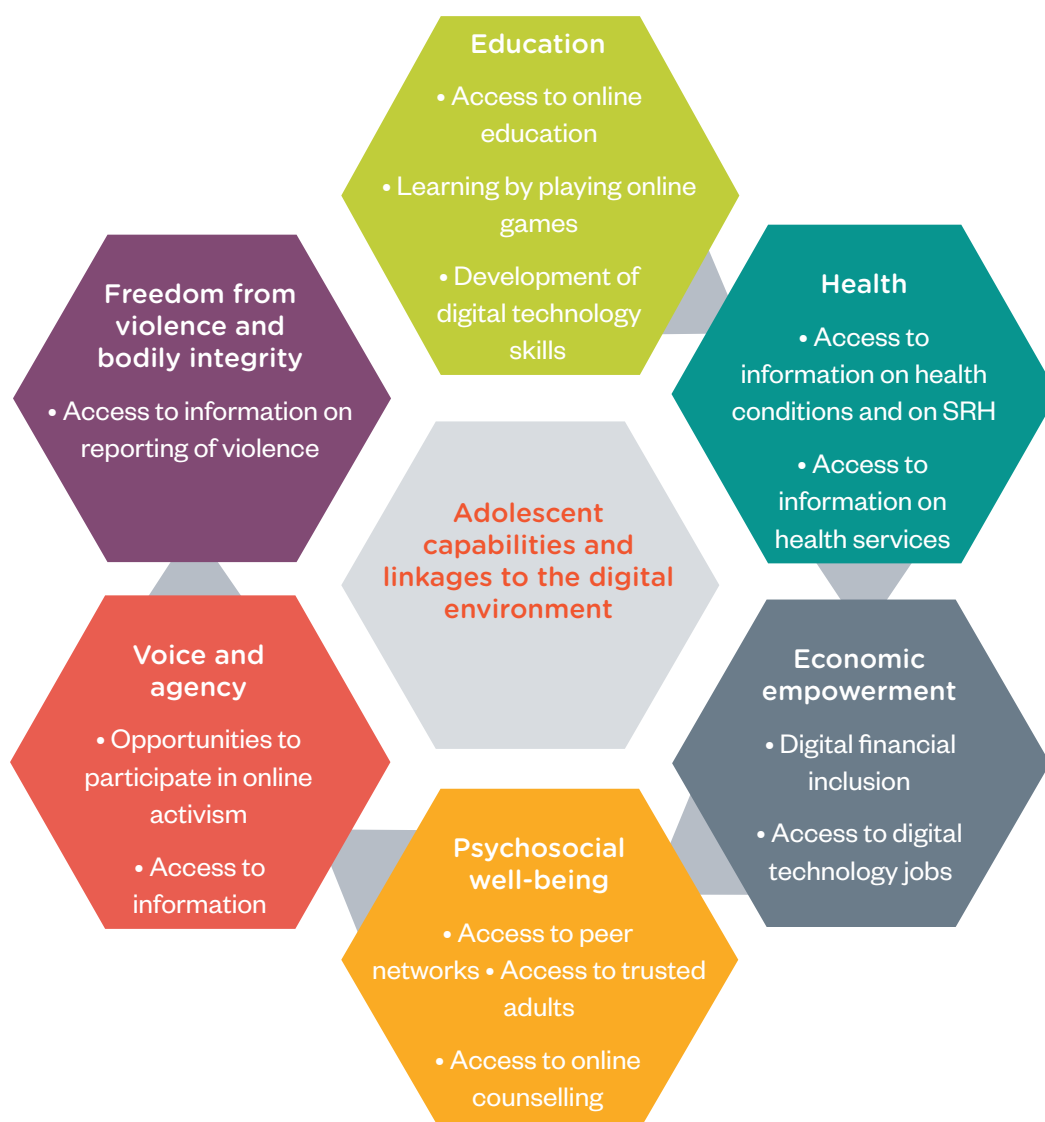 Education
• Access to online
education
• Learning by playing online
games
• Development of
digital technology
skills
Health
• Access to
information on health
conditions and on SRH
• Access to
information on
health services
Economic
empowerment
• Digital financial
inclusion
• Access to digital
technology jobs
Psychosocial
well-being
• Access to peer
networks • Access to trusted
adults
• Access to online
counselling
Voice and
agency
• Opportunities to
participate in online
activism
• Access to
information
Freedom from
violence and
bodily integrity
• Access to information on
reporting of violence
Adolescent
capabilities and
linkages to the digital
environment